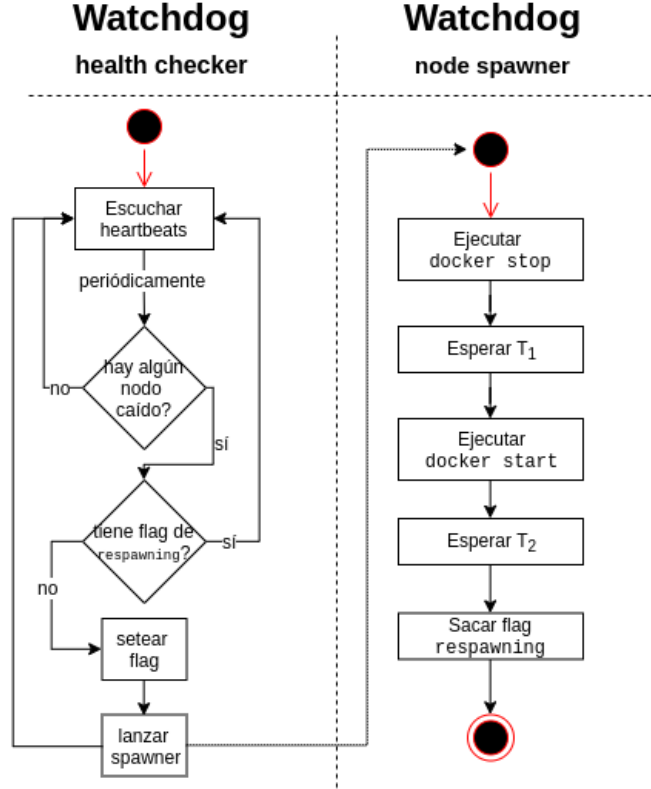 Watchdog
health checker
Escuchar
heartbeats
periódicamente
hay algún
nodo
caído?
no
sí
tiene flag de
respawning?
sí
no
setear
flag
lanzar
spawner
Watchdog
node spawner
Ejecutar
docker stop
Esperar T1
Ejecutar
docker start
Esperar T2
Sacar flag
respawning